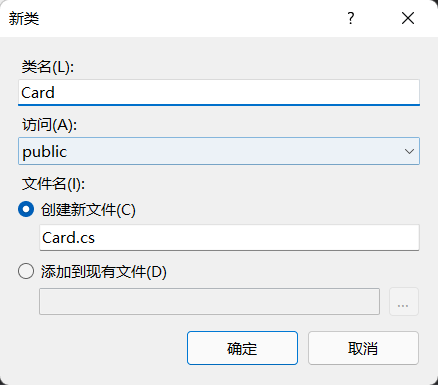 新类
?
类名(L):
Card
访问(A):
public
文件名(I):
创建新文件(C)
Card.cs
添加到现有文件(D)
...
确定 取消